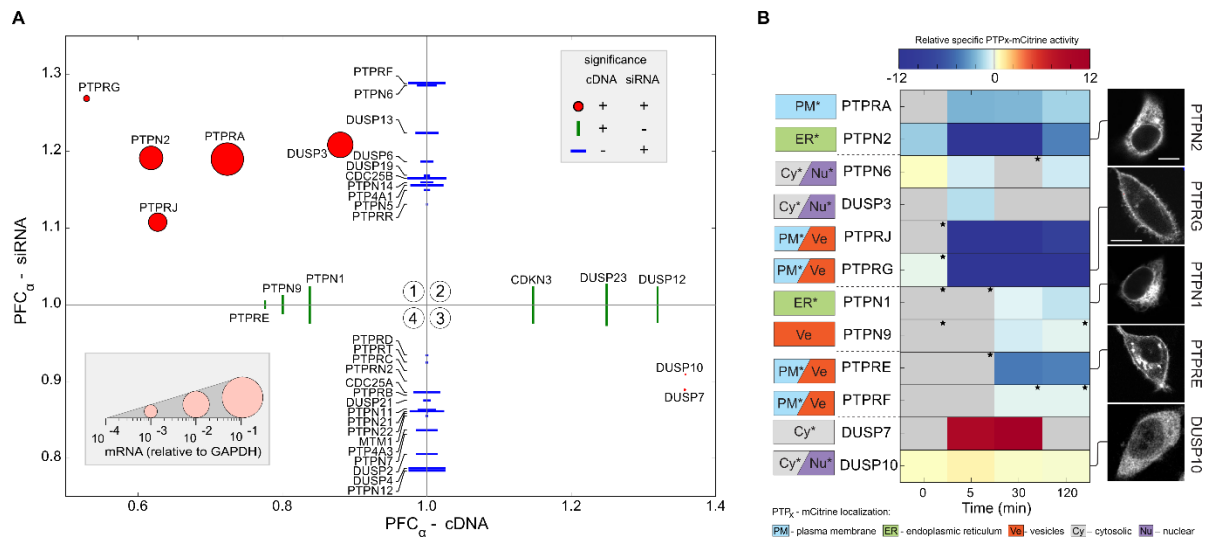 A
PFCα - siRNA
1.3
1.2
1.1
1.0
0.9
0.8
0.6
0.8
1.0
1.2
1.4
PFCα - cDNA
PTPRG
PTPN2
PTPRA
DUSP3
PTPRJ
PTPRF
PTPN6
DUSP13
DUSP6
DUSP19
CDC25B
PTPN14
PTP4A1
PTPN5
PTPRR
significance
cDNA siRNA
+ +
+ -
- +
PTPRE
PTPN9
PTPN1
CDKN3
DUSP23
DUSP12
1 2
4 3
PTPRD
PTPRT
PTPRC
PTPRN2
CDC25A
PTPRB
DUSP21
PTPN11
PTPN21
PTPN22
MTM1
PTP4A3
PTPN7
DUSP2
DUSP4
PTPN12
DUSP10
DUSP7
10⁻⁴ 10⁻³ 10⁻² 10⁻¹
mRNA (relative to GAPDH)
B
Relative specific PTPx-mCitrine activity
-12 0 12
PM* PTPRA
ER* PTPN2
Cy* Nu* PTPN6
Cy* Nu* DUSP3
PM* Ve PTPRJ
PM* Ve PTPRG
ER* PTPN1
Ve PTPN9
PM* Ve PTPRE
PM* Ve PTPRF
Cy* DUSP7
Cy* Nu* DUSP10
* * * * * * * * * *
0 5 30 120
Time (min)
PTPN2
PTPRG
PTPN1
PTPRE
DUSP10
PTPX - mCitrine localization:
PM - plasma membrane ER - endoplasmic reticulum Ve - vesicles Cy - cytosolic Nu - nuclear